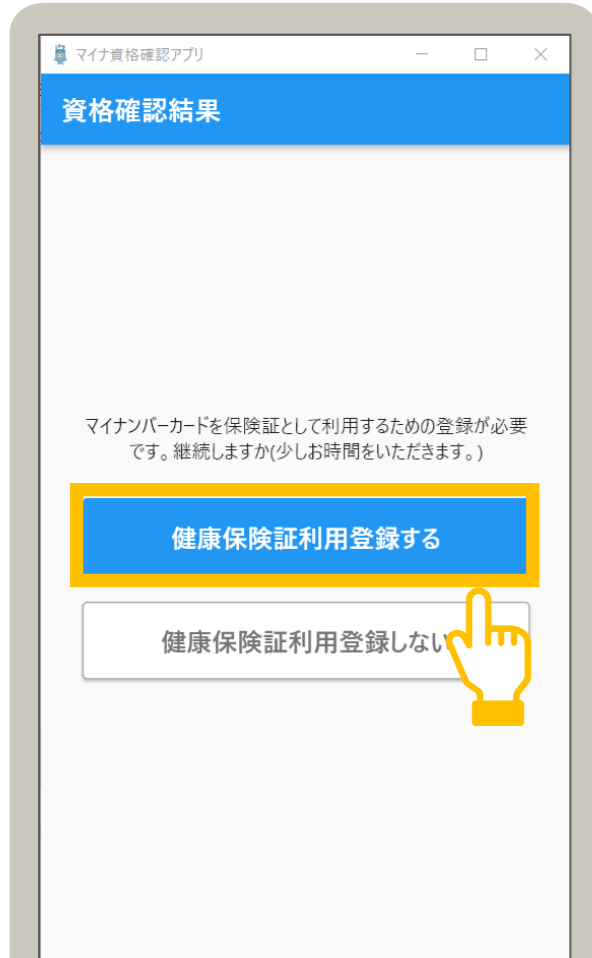 マイナ資格確認アプリ
資格確認結果
マイナンバーカードを保険証として利用するための登録が必要
です。継続しますか(少しお時間をいただきます。)
健康保険証利用登録する
健康保険証利用登録しない